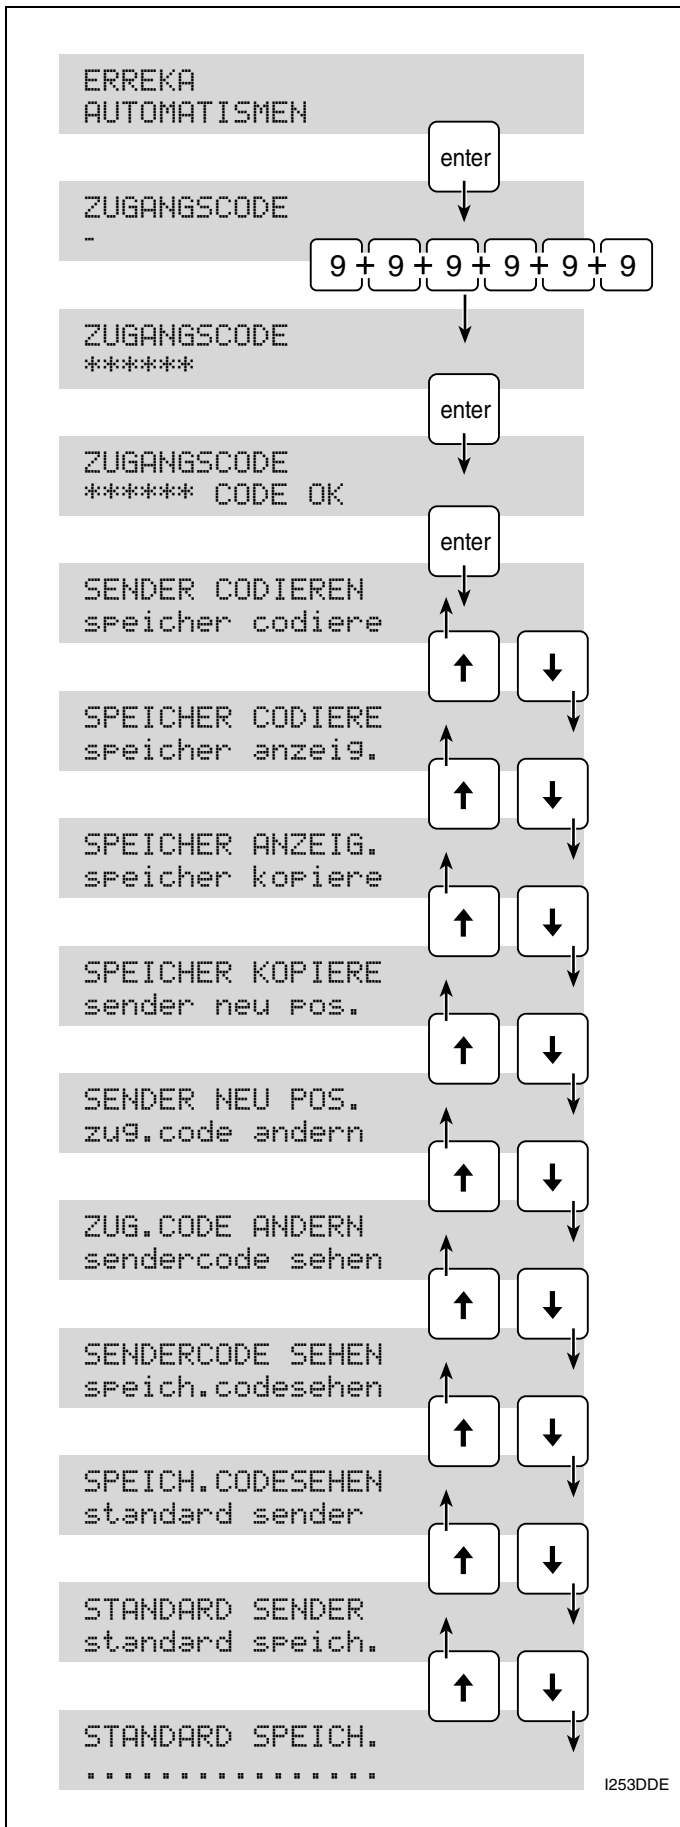 ERREKA
AUTOMATISMEN
enter
ZUGANGSCODE
_
9 + 9 + 9 + 9 + 9 + 9
ZUGANGSCODE
******
enter
ZUGANGSCODE
****** CODE OK
enter
SENDER CODIEREN
speicher codiere
↑ ↓
SPEICHER CODIERE
speicher anzeig.
↑ ↓
SPEICHER ANZEIG.
speicher kopiere
↑ ↓
SPEICHER KOPIERE
sender neu pos.
↑ ↓
SENDER NEU POS.
zug.code andern
↑ ↓
ZUG.CODE ANDERN
sendercode sehen
↑ ↓
SENDERCODE SEHEN
speich.codesehen
↑ ↓
SPEICH.CODESEHEN
standard sender
↑ ↓
STANDARD SENDER
standard speich.
↑ ↓
STANDARD SPEICH.
................
I253DDE